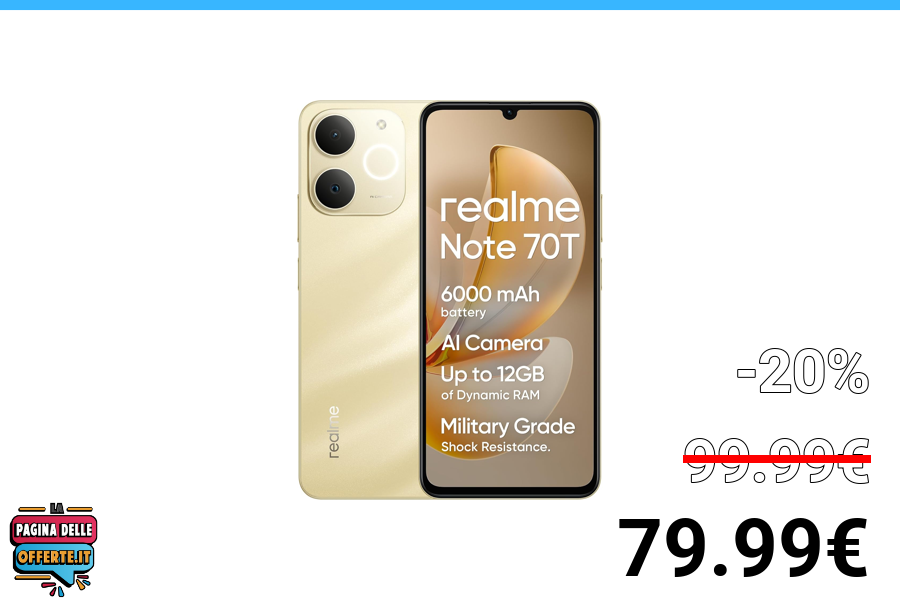 realme
Note 70T
6000 mAh
battery
AI Camera
Up to 12GB
of Dynamic RAM
Military Grade
Shock Resistance.
realme
-20%
99.99€
79.99€
LA
PAGINA DELLE
OFFERTE.IT